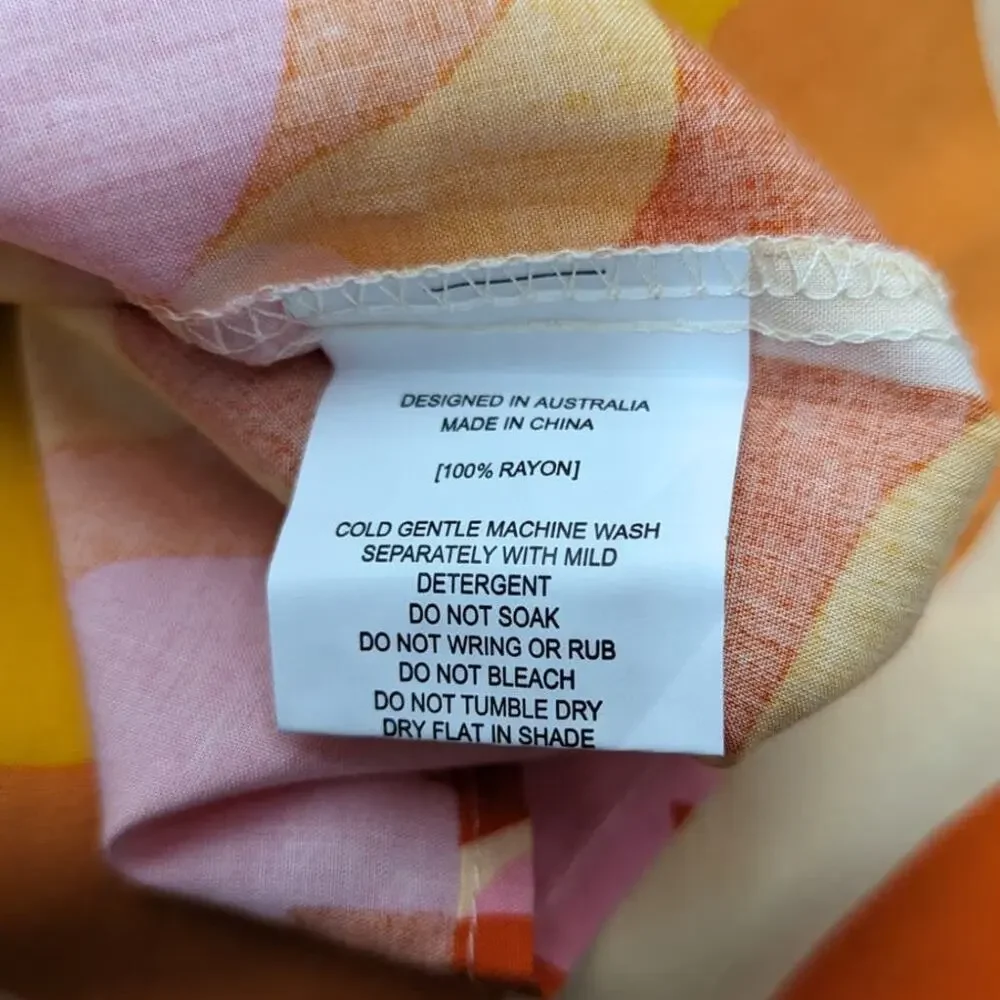 DESIGNED IN AUSTRALIA
MADE IN CHINA
[100% RAYON]
COLD GENTLE MACHINE WASH
SEPARATELY WITH MILD
DETERGENT
DO NOT SOAK
DO NOT WRING OR RUB
DO NOT BLEACH
DO NOT TUMBLE DRY
DRY FLAT IN SHADE